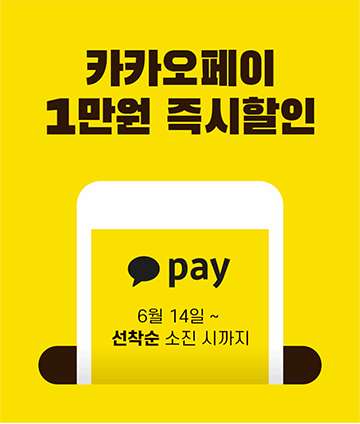 카카오페이
1만원 즉시할인
pay
6월 14일 ~
선착순 소진 시까지